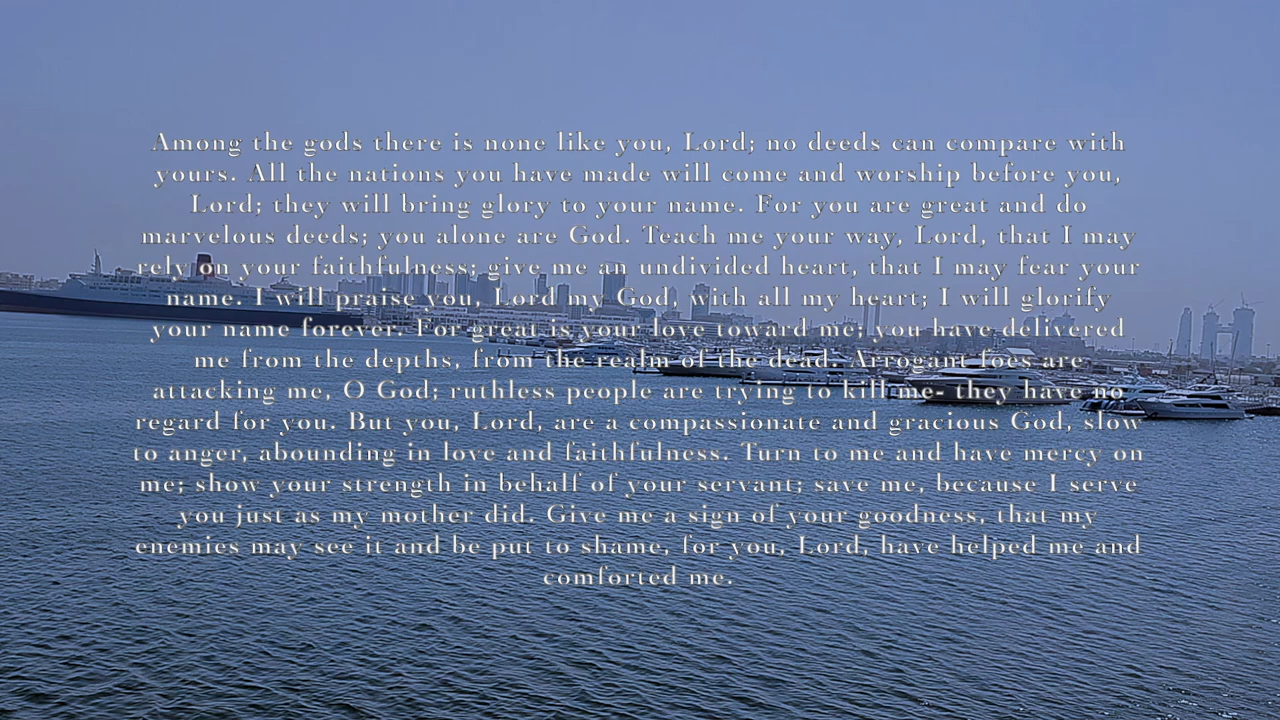 Among the gods there is none like you, Lord; no deeds can compare with
yours. All the nations you have made will come and worship before you,
Lord; they will bring glory to your name. For you are great and do
marvelous deeds; you alone are God. Teach me your way, Lord, that I may
rely on your faithfulness; give me an undivided heart, that I may fear your
name. I will praise you, Lord my God, with all my heart; I will glorify
your name forever. For great is your love toward me; you have delivered
me from the depths, from the realm of the dead. Arrogant foes are
attacking me, O God; ruthless people are trying to kill me- they have no
regard for you. But you, Lord, are a compassionate and gracious God, slow
to anger, abounding in love and faithfulness. Turn to me and have mercy on
me; show your strength in behalf of your servant; save me, because I serve
you just as my mother did. Give me a sign of your goodness, that my
enemies may see it and be put to shame, for you, Lord, have helped me and
comforted me.